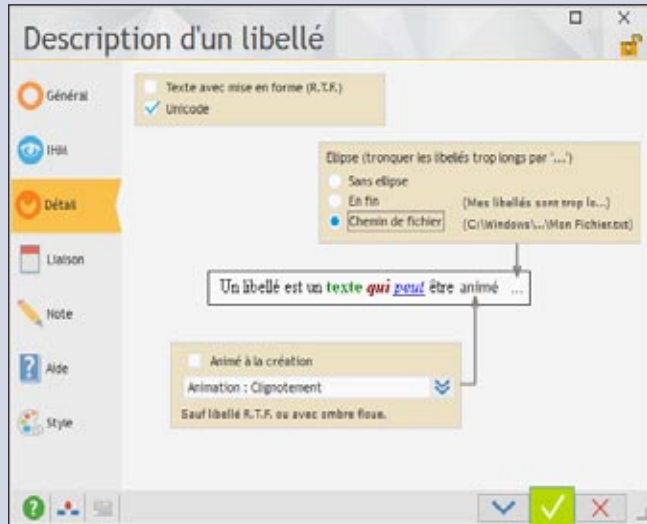 Description d'un libellé
Général
IHM
Détail
Liaison
Note
Aide
Style
Texte avec mise en forme (R.T.F.)
Unicode
Ellipse (tronquer les libellés trop longs par '...')
Sans ellipse
En fin (Mes libellés sont trop lo...)
Chemin de fichier (C:\Windows\...\Mon Fichier.txt)
Un libellé est un texte qui peut être animé ...
Animé à la création
Animation : Clignotement
Sauf libellé R.T.F. ou avec ombre floue.
?